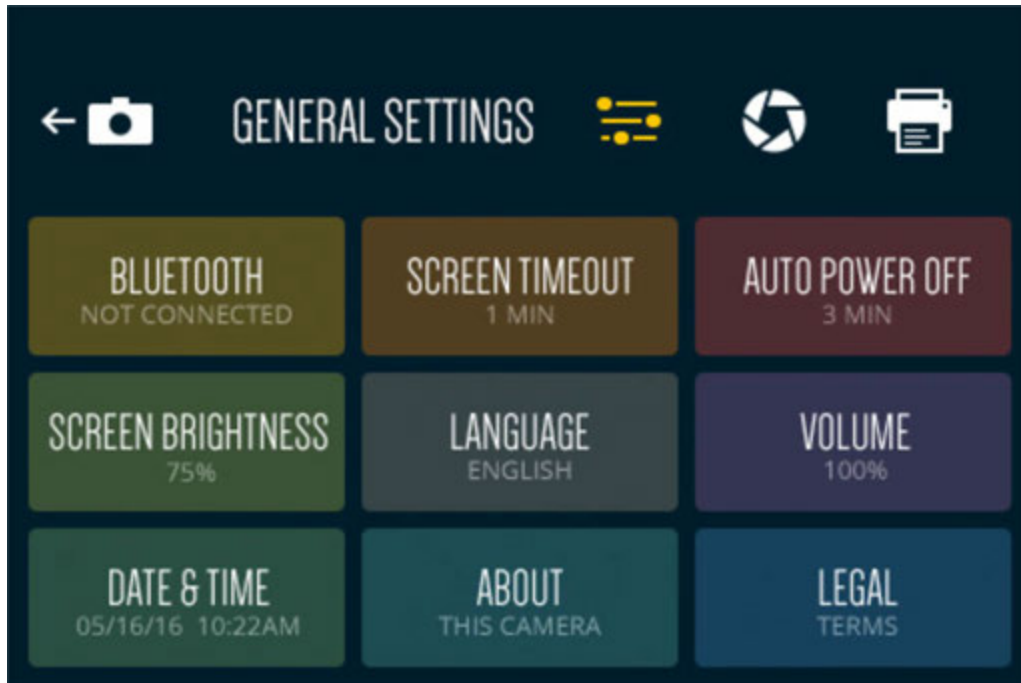 GENERAL SETTINGS
BLUETOOTH
NOT CONNECTED
SCREEN TIMEOUT
1 MIN
AUTO POWER OFF
3 MIN
SCREEN BRIGHTNESS
75%
LANGUAGE
ENGLISH
VOLUME
100%
DATE & TIME
05/16/16 10:22AM
ABOUT
THIS CAMERA
LEGAL
TERMS